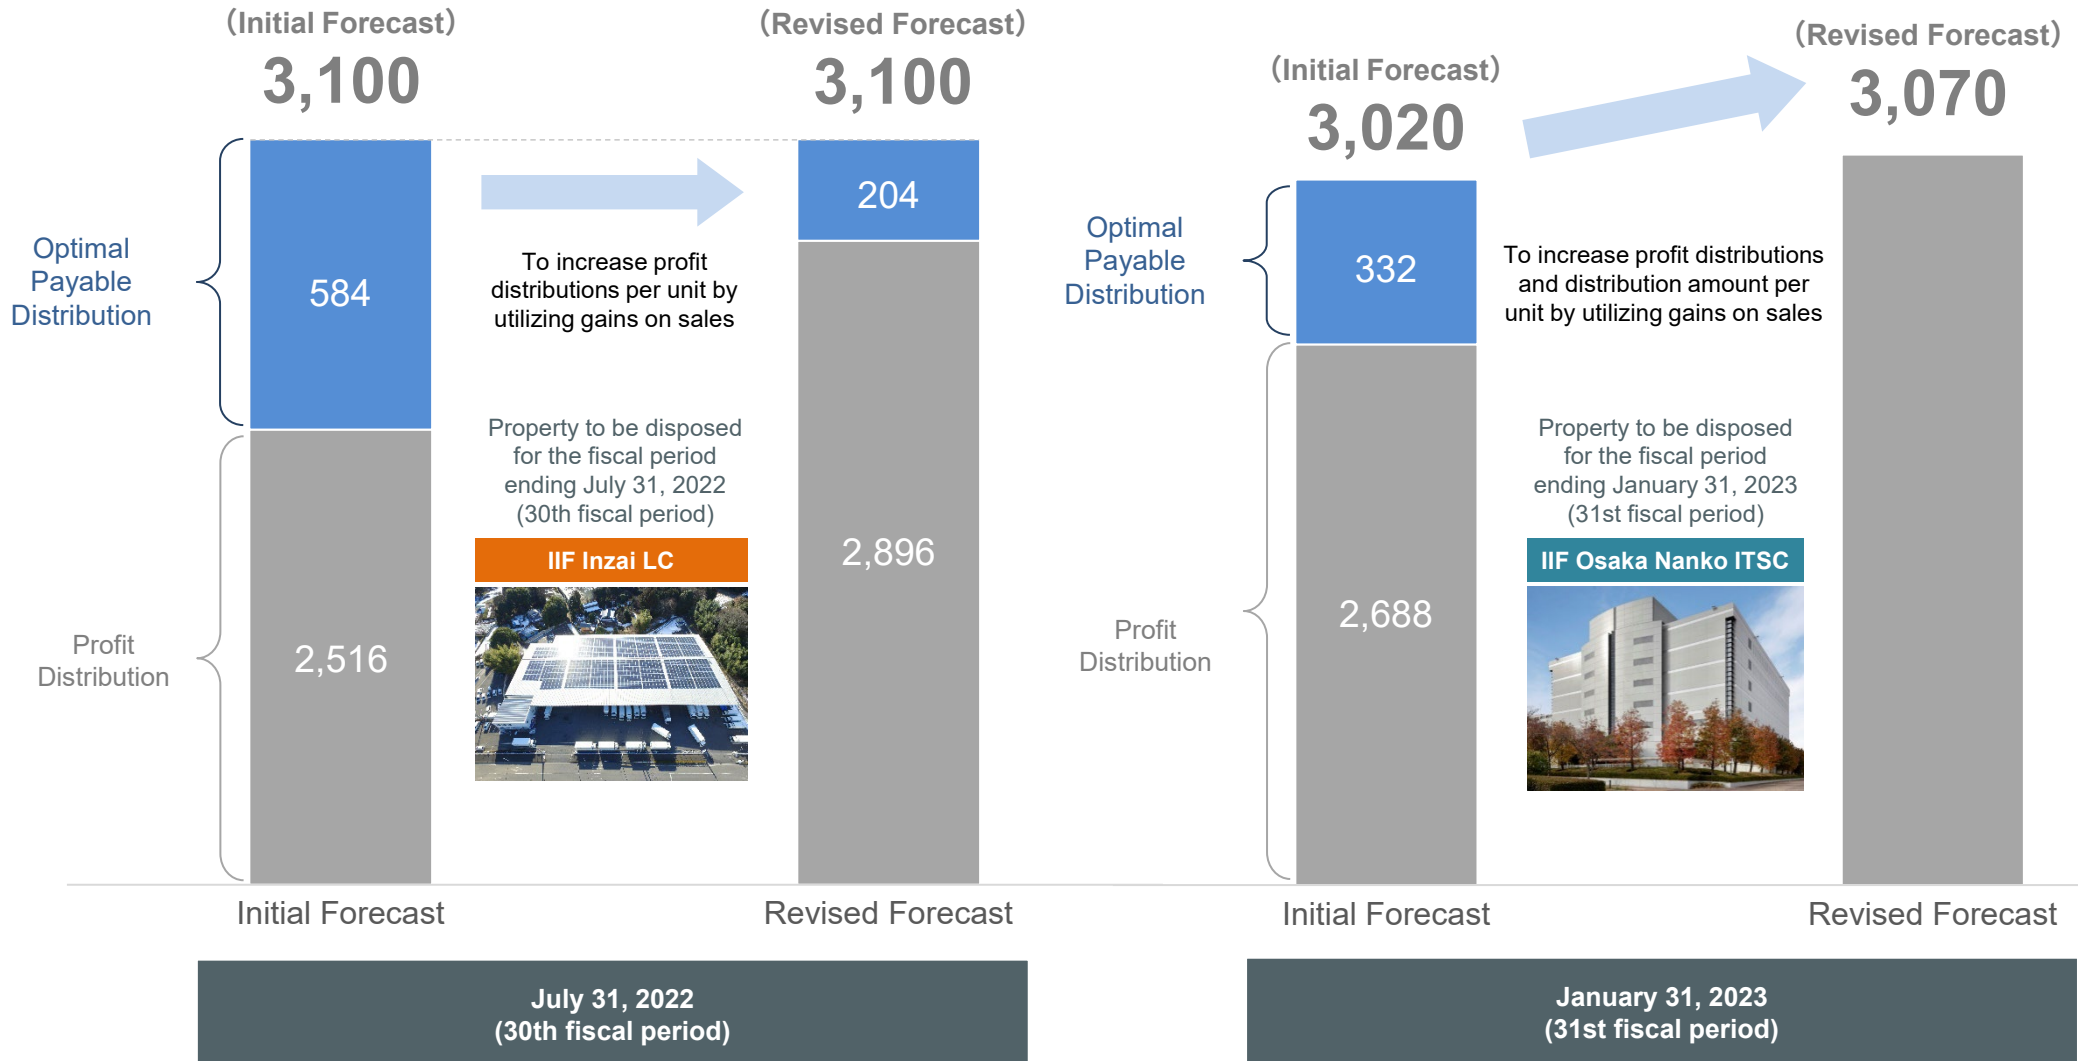 (Initial Forecast)
3,100
(Revised Forecast)
3,100
Optimal
Payable
Distribution
584
204
To increase profit
distributions per unit by
utilizing gains on sales
Property to be disposed
for the fiscal period
ending July 31, 2022
(30th fiscal period)
IIF Inzai LC
Profit
Distribution
2,516
2,896
Initial Forecast
Revised Forecast
July 31, 2022
(30th fiscal period)
(Initial Forecast)
3,020
(Revised Forecast)
3,070
Optimal
Payable
Distribution
332
To increase profit distributions
and distribution amount per
unit by utilizing gains on sales
Property to be disposed
for the fiscal period
ending January 31, 2023
(31st fiscal period)
IIF Osaka Nanko ITSC
Profit
Distribution
2,688
Initial Forecast
Revised Forecast
January 31, 2023
(31st fiscal period)